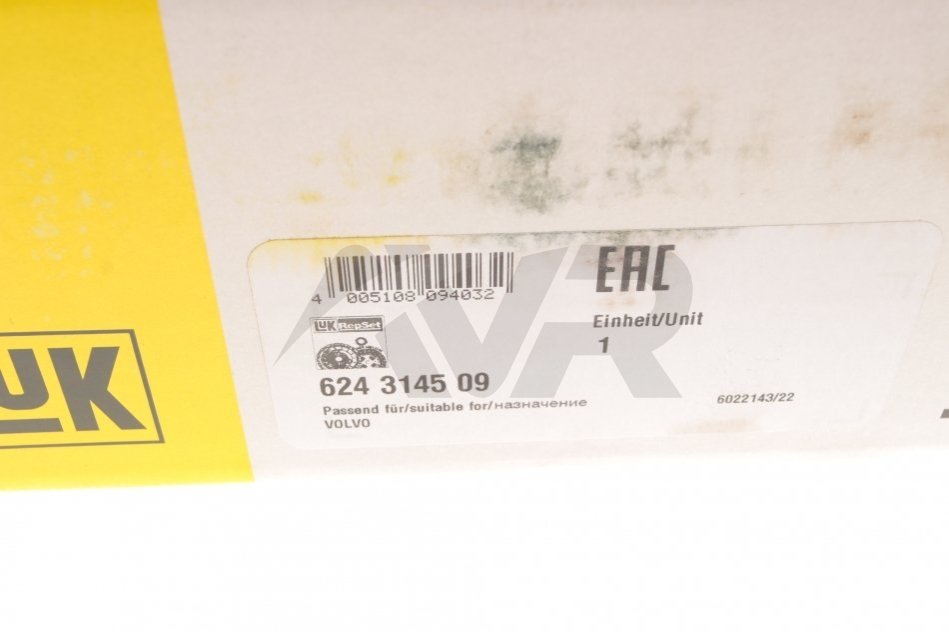 4 005108 094032
EAC
LUK RepSet
Einheit/Unit
1
624 3145 09
Passend für/suitable for/назначение
VOLVO
6022143/22
LUK
AVR